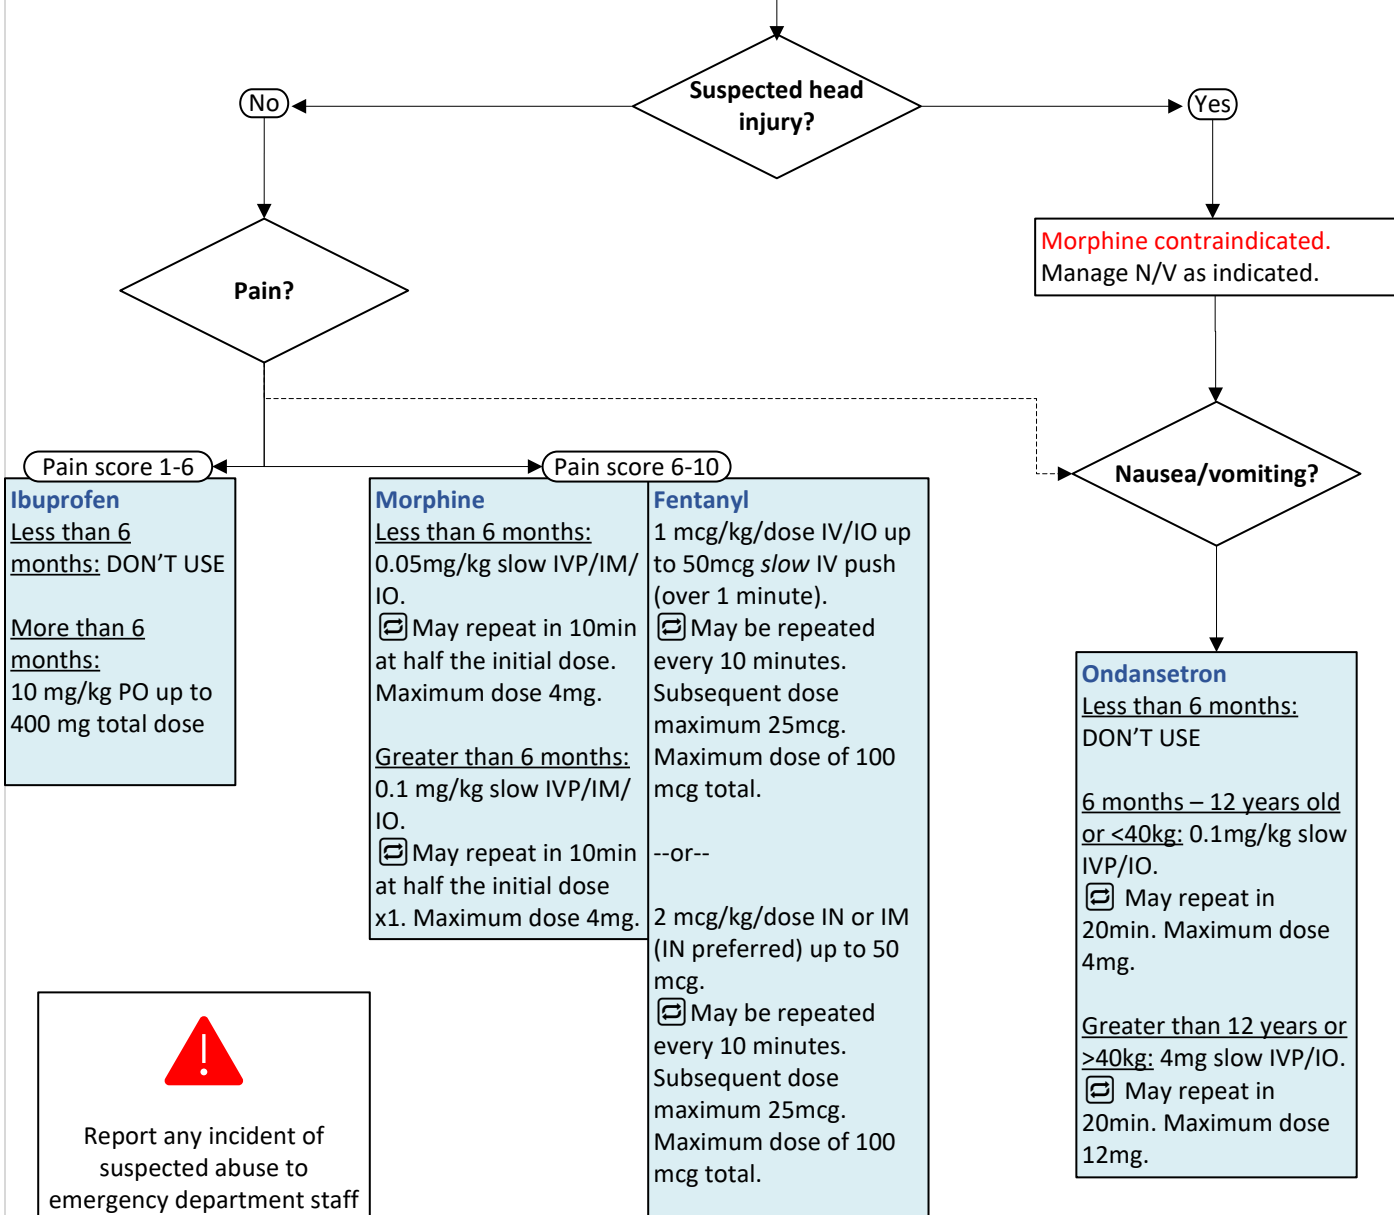 Suspected head
injury?
No
Yes
Morphine contraindicated.
Manage N/V as indicated.
Pain?
Nausea/vomiting?
Pain score 1-6
Pain score 6-10
Ibuprofen
Less than 6
months: DON'T USE
More than 6
months:
10 mg/kg PO up to
400 mg total dose
Morphine
Less than 6 months:
0.05mg/kg slow IVP/IM/
IO.
May repeat in 10min
at half the initial dose.
Maximum dose 4mg.
Greater than 6 months:
0.1 mg/kg slow IVP/IM/
IO.
May repeat in 10min
at half the initial dose
x1. Maximum dose 4mg.
Fentanyl
1 mcg/kg/dose IV/IO up
to 50mcg slow IV push
(over 1 minute).
May be repeated
every 10 minutes.
Subsequent dose
maximum 25mcg.
Maximum dose of 100
mcg total.
--or--
2 mcg/kg/dose IN or IM
(IN preferred) up to 50
mcg.
May be repeated
every 10 minutes.
Subsequent dose
maximum 25mcg.
Maximum dose of 100
mcg total.
Ondansetron
Less than 6 months:
DON'T USE
6 months – 12 years old
or <40kg: 0.1mg/kg slow
IVP/IO.
May repeat in
20min. Maximum dose
4mg.
Greater than 12 years or
>40kg: 4mg slow IVP/IO.
May repeat in
20min. Maximum dose
12mg.
Report any incident of
suspected abuse to
emergency department staff